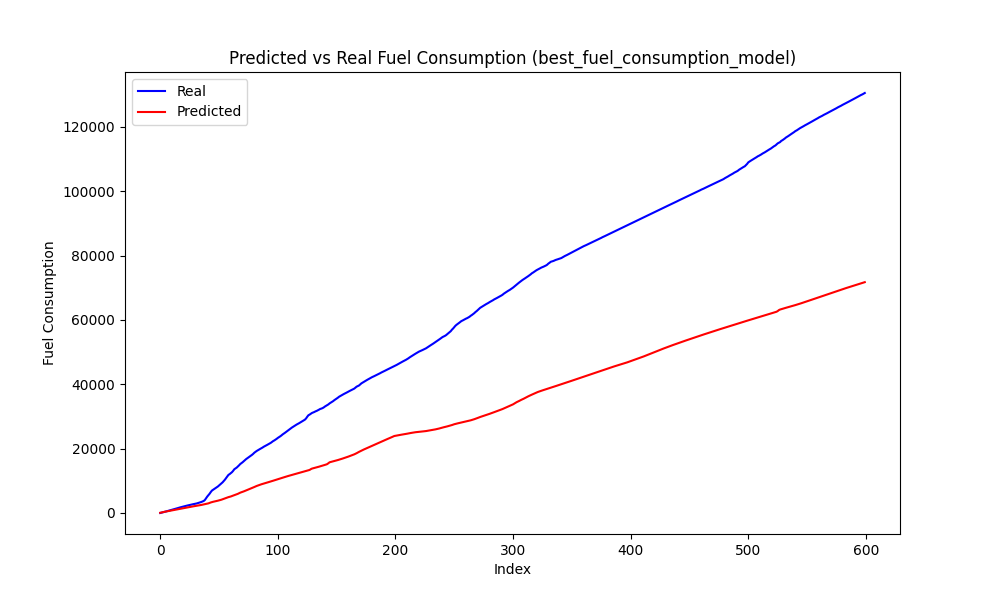 Predicted vs Real Fuel Consumption (best_fuel_consumption_model)
Real
Predicted
120000
100000
80000
60000
40000
20000
0
Fuel Consumption
0 100 200 300 400 500 600
Index